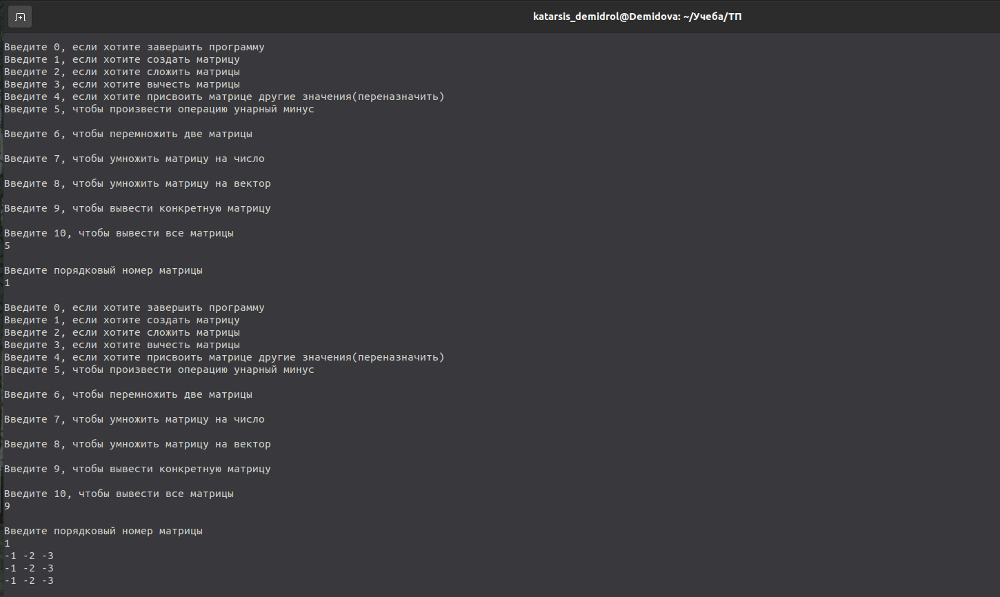 katarsis_demidrol@Demidova: ~/Учеба/ТП
Введите 0, если хотите завершить программу
Введите 1, если хотите создать матрицу
Введите 2, если хотите сложить матрицы
Введите 3, если хотите вычесть матрицы
Введите 4, если хотите присвоить матрице другие значения(переназначить)
Введите 5, чтобы произвести операцию унарный минус
Введите 6, чтобы перемножить две матрицы
Введите 7, чтобы умножить матрицу на число
Введите 8, чтобы умножить матрицу на вектор
Введите 9, чтобы вывести конкретную матрицу
Введите 10, чтобы вывести все матрицы
5
Введите порядковый номер матрицы
1
Введите 0, если хотите завершить программу
Введите 1, если хотите создать матрицу
Введите 2, если хотите сложить матрицы
Введите 3, если хотите вычесть матрицы
Введите 4, если хотите присвоить матрице другие значения(переназначить)
Введите 5, чтобы произвести операцию унарный минус
Введите 6, чтобы перемножить две матрицы
Введите 7, чтобы умножить матрицу на число
Введите 8, чтобы умножить матрицу на вектор
Введите 9, чтобы вывести конкретную матрицу
Введите 10, чтобы вывести все матрицы
9
Введите порядковый номер матрицы
1
-1 -2 -3
-1 -2 -3
-1 -2 -3